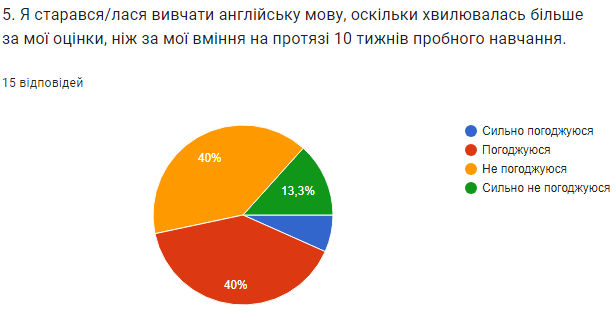 5. Я старався/лася вивчати англійську мову, оскільки хвилювалась більше
за мої оцінки, ніж за мої вміння на протязі 10 тижнів пробного навчання.
15 відповідей
Сильно погоджуюся
Погоджуюся
Не погоджуюся
Сильно не погоджуюся
40%
13,3%
40%